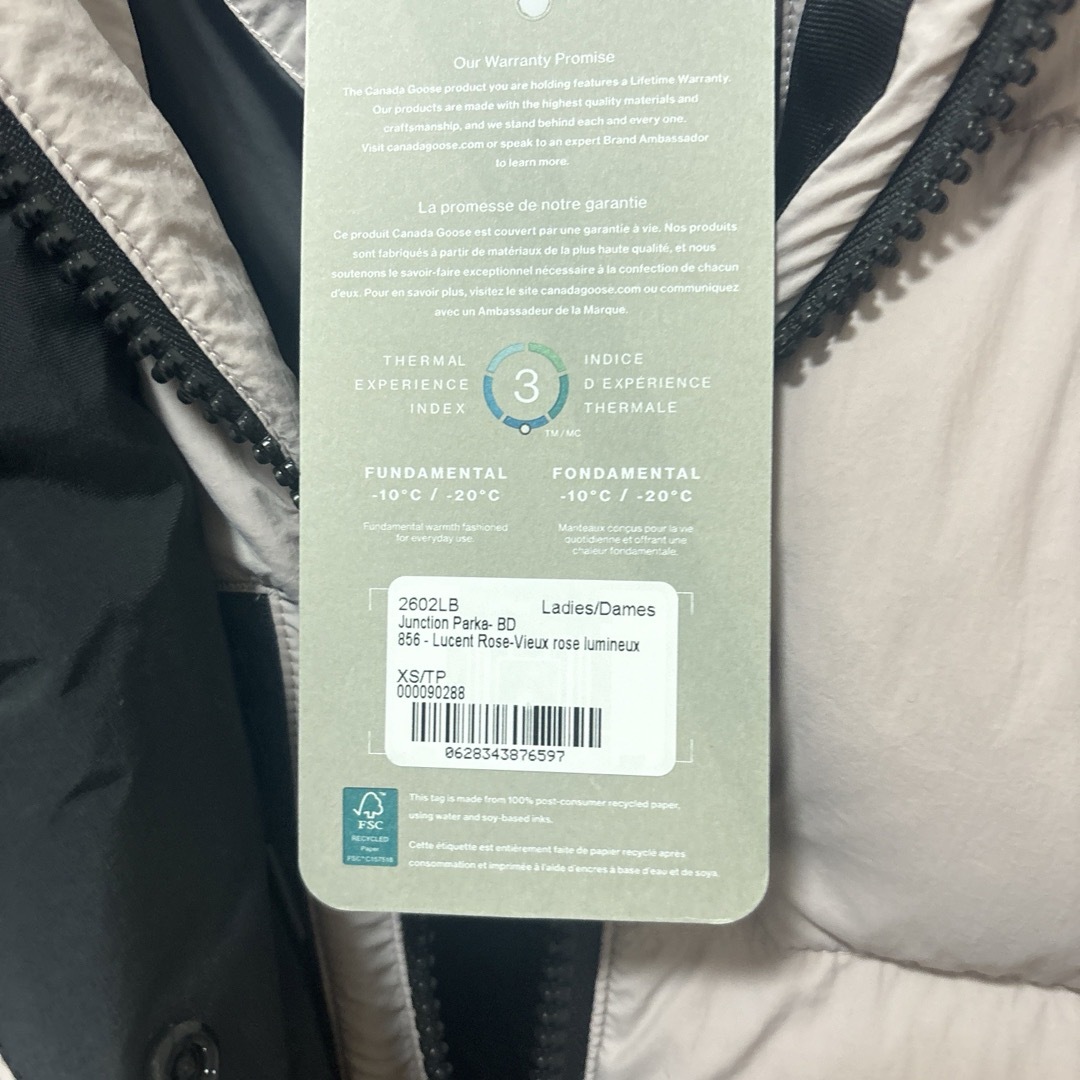 Our Warranty Promise
The Canada Goose product you are holding features a Lifetime Warranty.
Our products are made with the highest quality materials and
craftsmanship, and we stand behind each and every one.
Visit canadagoose.com or speak to an expert Brand Ambassador
to learn more.
La promesse de notre garantie
Ce produit Canada Goose est couvert par une garantie à vie. Nos produits
sont fabriqués à partir de matériaux de la plus haute qualité, et nous
soutenons le savoir-faire exceptionnel nécessaire à la confection de chacun
d'eux. Pour en savoir plus, visitez le site canadagoose.com ou communiquez
avec un Ambassadeur de la Marque.
THERMAL
EXPERIENCE
INDEX
3
INDICE
D'EXPÉRIENCE
THERMALE
TM/MC
FUNDAMENTAL
-10°C / -20°C
Fundamental warmth fashioned
for everyday use.
FONDAMENTAL
-10°C / -20°C
Manteaux conçus pour la vie
quotidienne et offrant une
chaleur fondamentale.
2602LB Ladies/Dames
Junction Parka- BD
856 - Lucent Rose-Vieux rose lumineux
XS/TP
000090288
0628343876597
FSC
RECYCLED
Paper
FSC® C157518
This tag is made from 100% post-consumer recycled paper,
using water and soy-based inks.
Cette étiquette est entièrement faite de papier recyclé après
consommation et imprimée à l'aide d'encres à base d'eau et de soya.